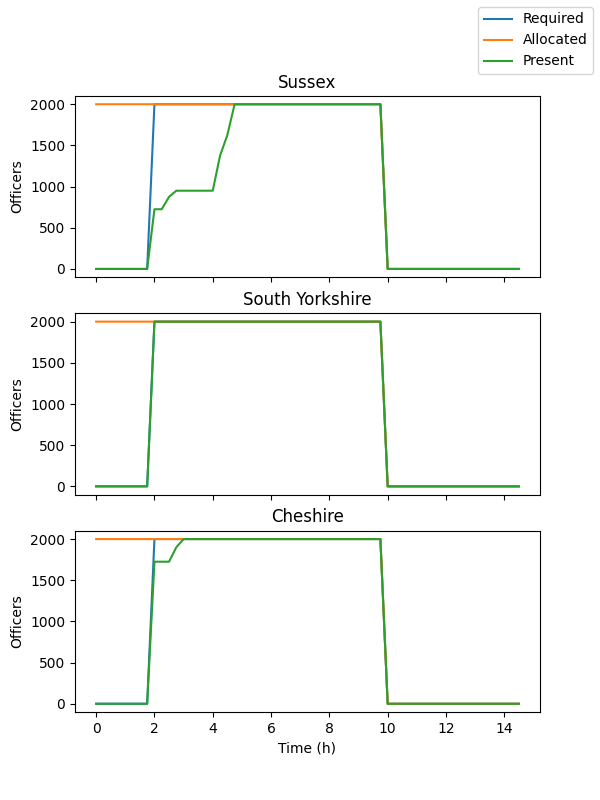 Required
Allocated
Present
Sussex
2000
1500
1000
500
0
Officers
South Yorkshire
2000
1500
1000
500
0
Officers
Cheshire
2000
1500
1000
500
0
Officers
0 2 4 6 8 10 12 14
Time (h)